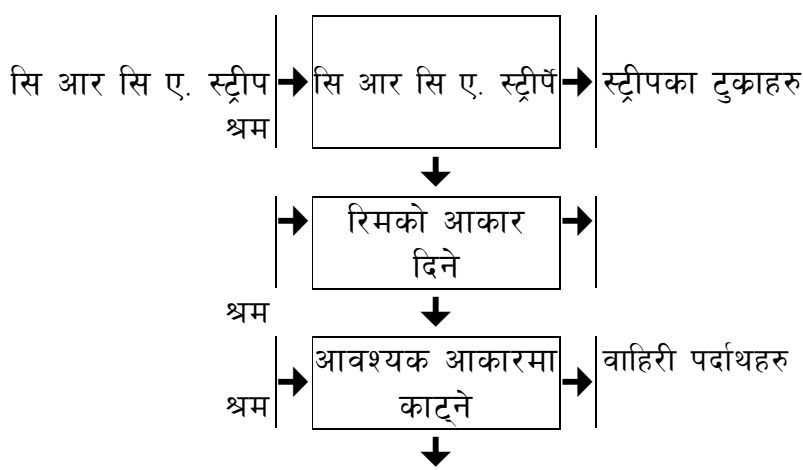 सि आर सि ए. स्ट्रीप सि आर सि ए. स्ट्रीपै स्ट्रीपका टुकाहरु
श्रम
रिमको आकार
दिने
श्रम
आवश्यक आकारमा वाहिरी पर्दाथहरु
श्रम काट्ने